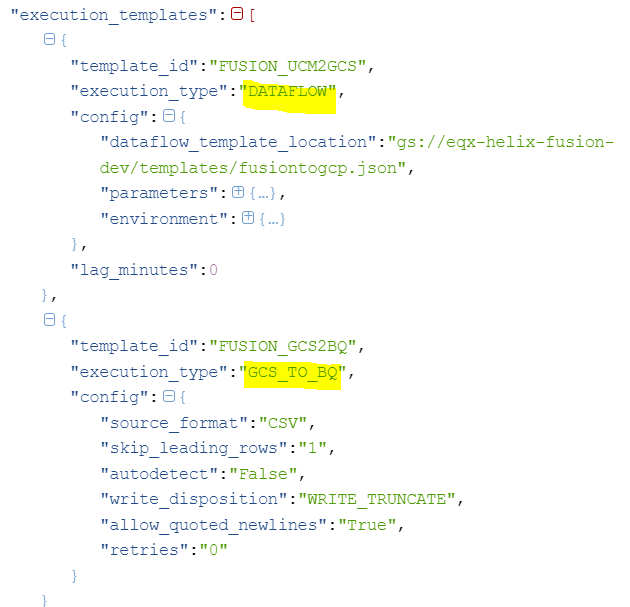 "execution_templates":[
{
"template_id":"FUSION_UCM2GCS",
"execution_type":"DATAFLOW",
"config":{
"dataflow_template_location":"gs://eqx-helix-fusion-
dev/templates/fusiontogcp.json",
"parameters":{…},
"environment":{…}
},
"lag_minutes":0
},
{
"template_id":"FUSION_GCS2BQ",
"execution_type":"GCS_TO_BQ",
"config":{
"source_format":"CSV",
"skip_leading_rows":"1",
"autodetect":"False",
"write_disposition":"WRITE_TRUNCATE",
"allow_quoted_newlines":"True",
"retries":"0"
}
}